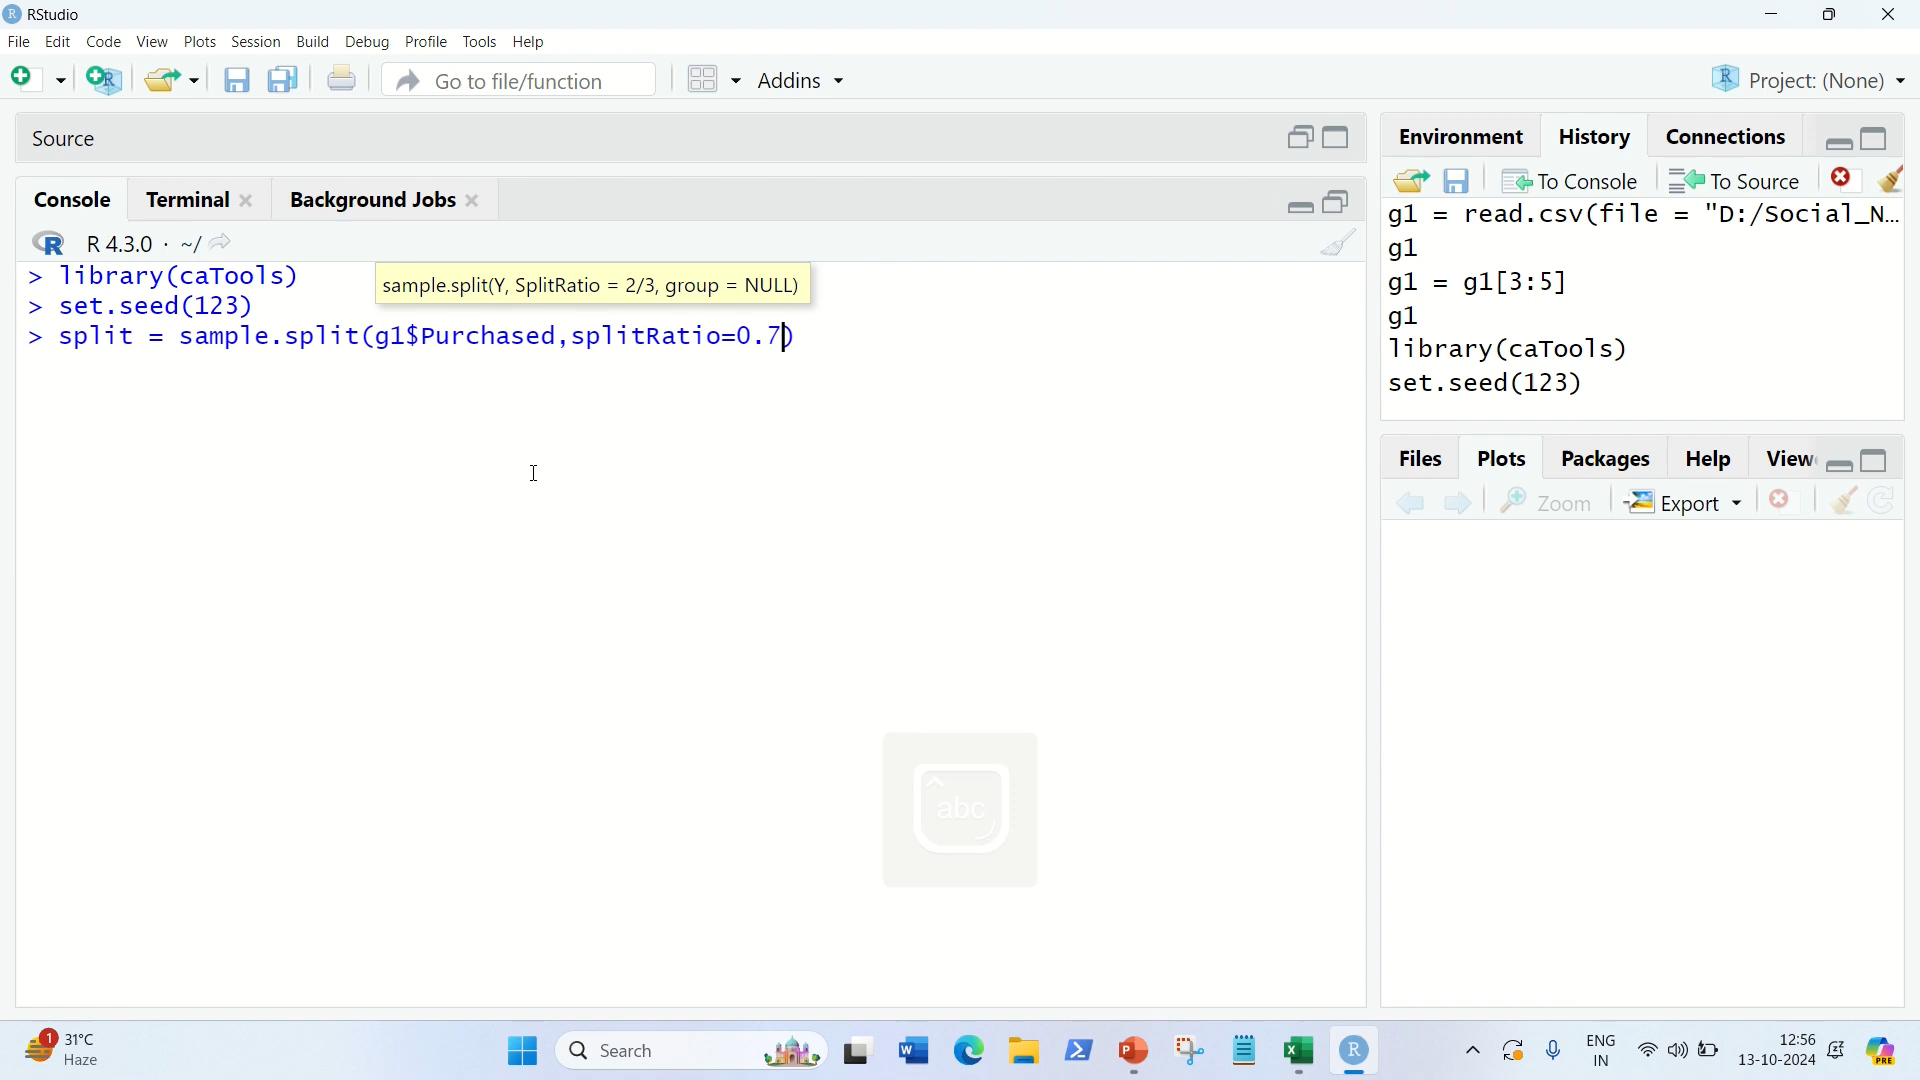 RStudio
File Edit Code View Plots Session Build Debug Profile Tools Help
Go to file/function Addins Project: (None)
Source
Console Terminal Background Jobs
R 4.3.0 · ~/
> library(caTools)
sample.split(Y, SplitRatio = 2/3, group = NULL)
> set.seed(123)
> split = sample.split(g1$Purchased,splitRatio=0.7)
abc
Environment History Connections
To Console To Source
g1 = read.csv(file = "D:/Social_N...
g1
g1 = g1[3:5]
g1
library(caTools)
set.seed(123)
Files Plots Packages Help View
Zoom Export
1 31°C
Haze
Search
ENG
IN
12:56
13-10-2024
PRE